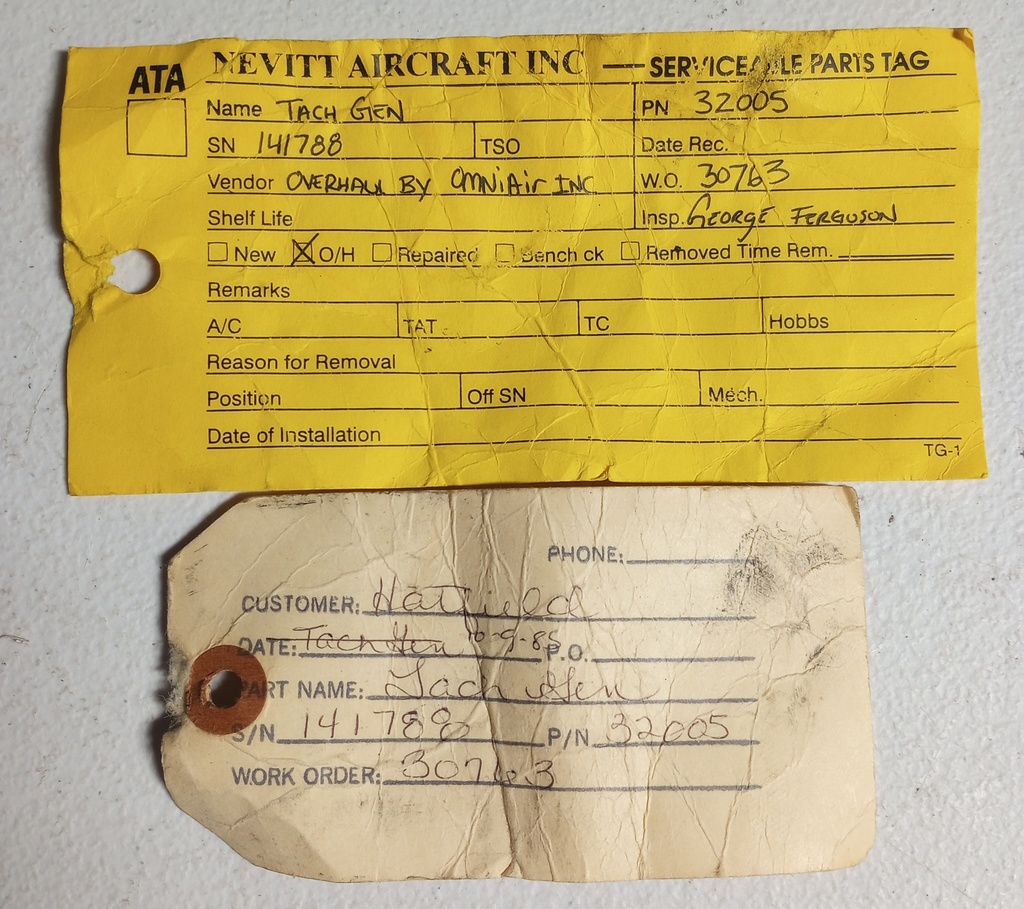 NEVITT AIRCRAFT INC — SERVICEABLE PARTS TAG
ATA
Name TACH GEN PN 32005
SN 141788 TSO Date Rec.
Vendor OVERHAUL BY OMNIAIR INC W.O. 30763
Shelf Life Insp. GEORGE FERGUSON
New O/H Repaired Bench ck Removed Time Rem.
Remarks
A/C TAT TC Hobbs
Reason for Removal
Position Off SN Mech.
Date of Installation
TG-1
PHONE:
CUSTOMER: Hatfield
DATE: Tach Gen 10-9-85 P.O.
PART NAME: Tach Gen
S/N 141788 P/N 32005
WORK ORDER: 30763